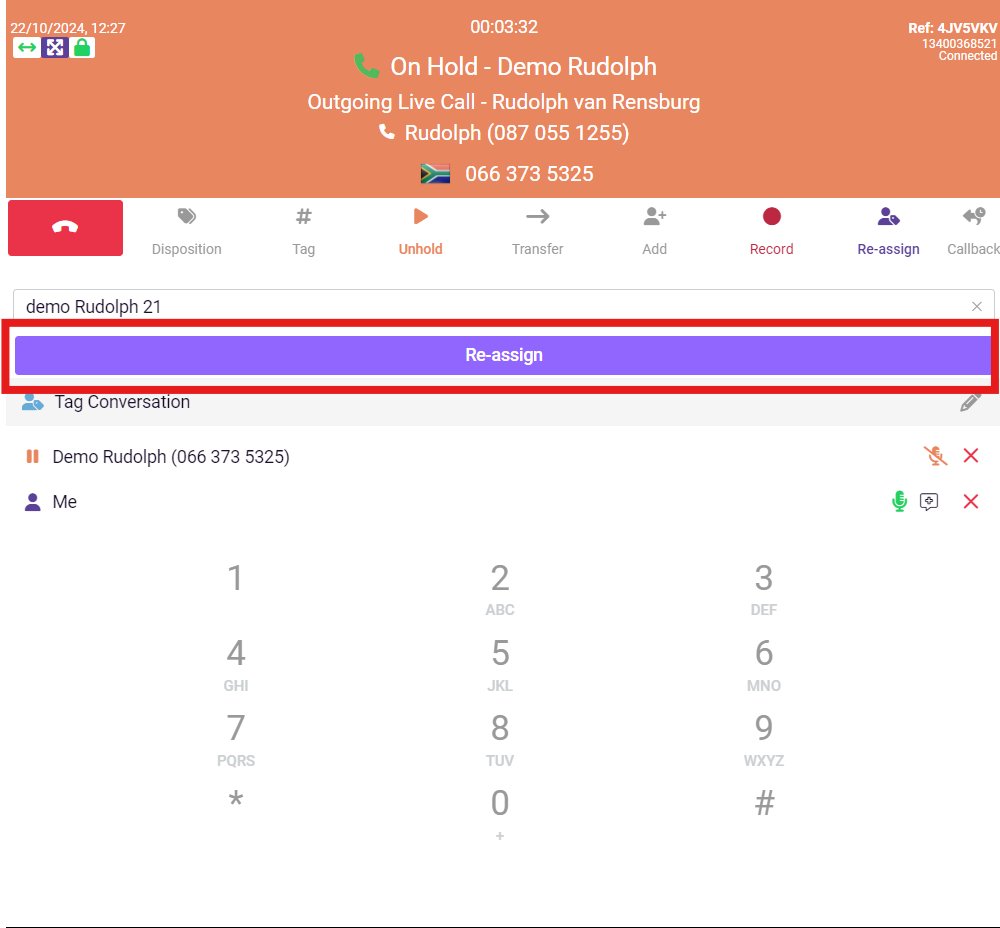 22/10/2024, 12:27
00:03:32
Ref: 4JV5VKV
13400368521
Connected
On Hold - Demo Rudolph
Outgoing Live Call - Rudolph van Rensburg
Rudolph (087 055 1255)
066 373 5325
Disposition
# Tag
Unhold
Transfer
Add
Record
Re-assign
Callback
demo Rudolph 21
Re-assign
Tag Conversation
Demo Rudolph (066 373 5325)
Me
1 2 3
ABC DEF
4 5 6
GHI JKL MNO
7 8 9
PQRS TUV WXYZ
* 0 #
+